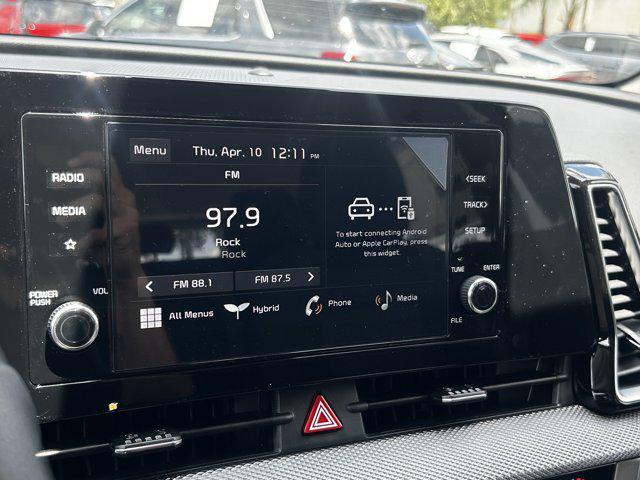 Menu Thu, Apr. 10 12:11 PM
FM
RADIO
MEDIA
POWER
PUSH
VOL
97.9
Rock
Rock
< FM 88.1
FM 87.5 >
To start connecting Android
Auto or Apple CarPlay, press
this widget.
All Menus
Hybrid
Phone
Media
<SEEK
TRACK>
SETUP
TUNE
ENTER
FILE